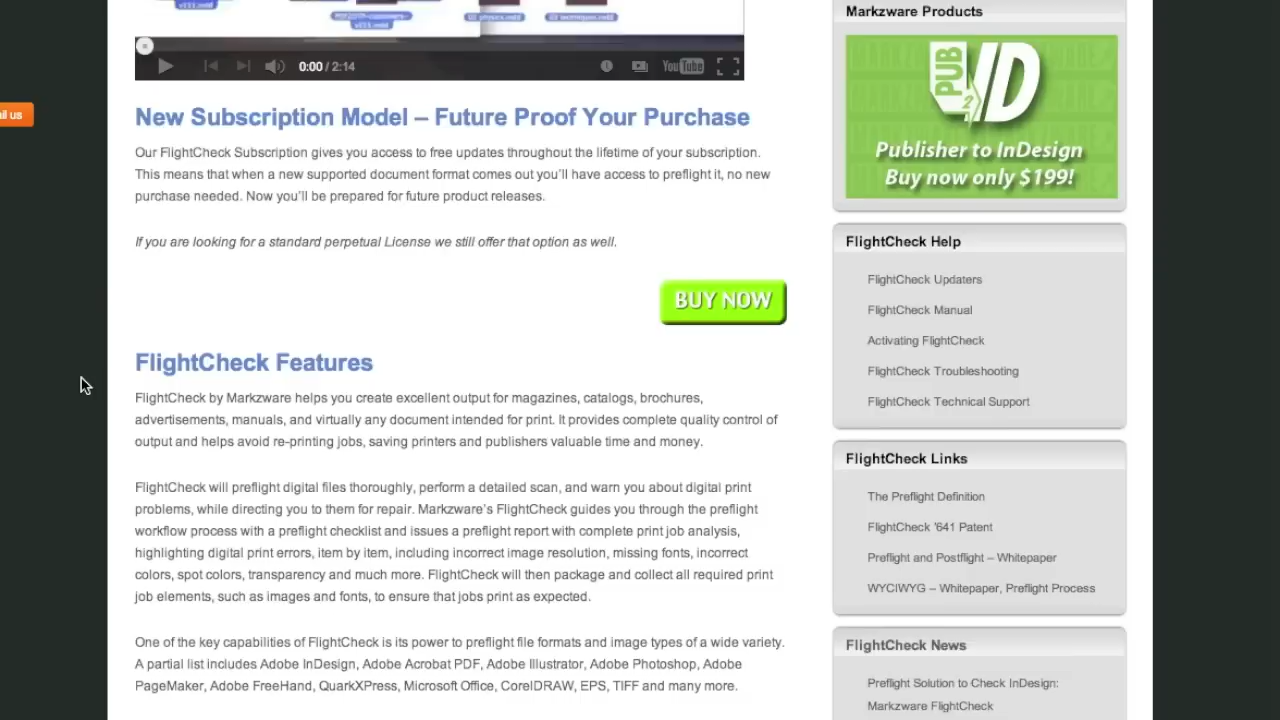 0:00 / 2:14
YouTube
il us
New Subscription Model – Future Proof Your Purchase
Our FlightCheck Subscription gives you access to free updates throughout the lifetime of your subscription.
This means that when a new supported document format comes out you'll have access to preflight it, no new
purchase needed. Now you'll be prepared for future product releases.
If you are looking for a standard perpetual License we still offer that option as well.
BUY NOW
FlightCheck Features
FlightCheck by Markzware helps you create excellent output for magazines, catalogs, brochures,
advertisements, manuals, and virtually any document intended for print. It provides complete quality control of
output and helps avoid re-printing jobs, saving printers and publishers valuable time and money.
FlightCheck will preflight digital files thoroughly, perform a detailed scan, and warn you about digital print
problems, while directing you to them for repair. Markzware's FlightCheck guides you through the preflight
workflow process with a preflight checklist and issues a preflight report with complete print job analysis,
highlighting digital print errors, item by item, including incorrect image resolution, missing fonts, incorrect
colors, spot colors, transparency and much more. FlightCheck will then package and collect all required print
job elements, such as images and fonts, to ensure that jobs print as expected.
One of the key capabilities of FlightCheck is its power to preflight file formats and image types of a wide variety.
A partial list includes Adobe InDesign, Adobe Acrobat PDF, Adobe Illustrator, Adobe Photoshop, Adobe
PageMaker, Adobe FreeHand, QuarkXPress, Microsoft Office, CorelDRAW, EPS, TIFF and many more.
Markzware Products
PUB 2 ID
Publisher to InDesign
Buy now only $199!
FlightCheck Help
FlightCheck Updaters
FlightCheck Manual
Activating FlightCheck
FlightCheck Troubleshooting
FlightCheck Technical Support
FlightCheck Links
The Preflight Definition
FlightCheck '641 Patent
Preflight and Postflight – Whitepaper
WYCIWYG – Whitepaper, Preflight Process
FlightCheck News
Preflight Solution to Check InDesign:
Markzware FlightCheck